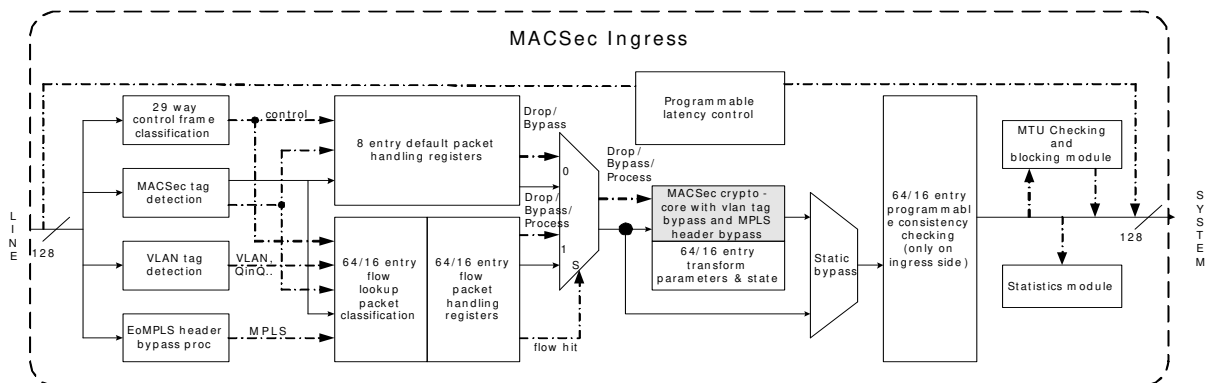 MACSec Ingress
29 way
control frame
classification
control
MACSec tag
detection
VLAN tag
detection
VLAN,
QinQ..
EoMPLS header
bypass proc
MPLS
LINE
128
8 entry default packet
handling registers
64/16 entry
flow
lookup
packet
classification
64/16 entry
flow
packet
handling
registers
Drop/
Bypass
Drop/
Bypass/
Process
0
1
S
flow hit
Drop/
Bypass/
Process
Programmable
latency control
MACSec crypto-
core with vlan tag
bypass and MPLS
header bypass
64/16 entry
transform
parameters & state
Static
bypass
64/16 entry
programmabl
e consistency
checking
(only on
ingress side)
MTU Checking
and
blocking module
Statistics module
128
SYSTEM